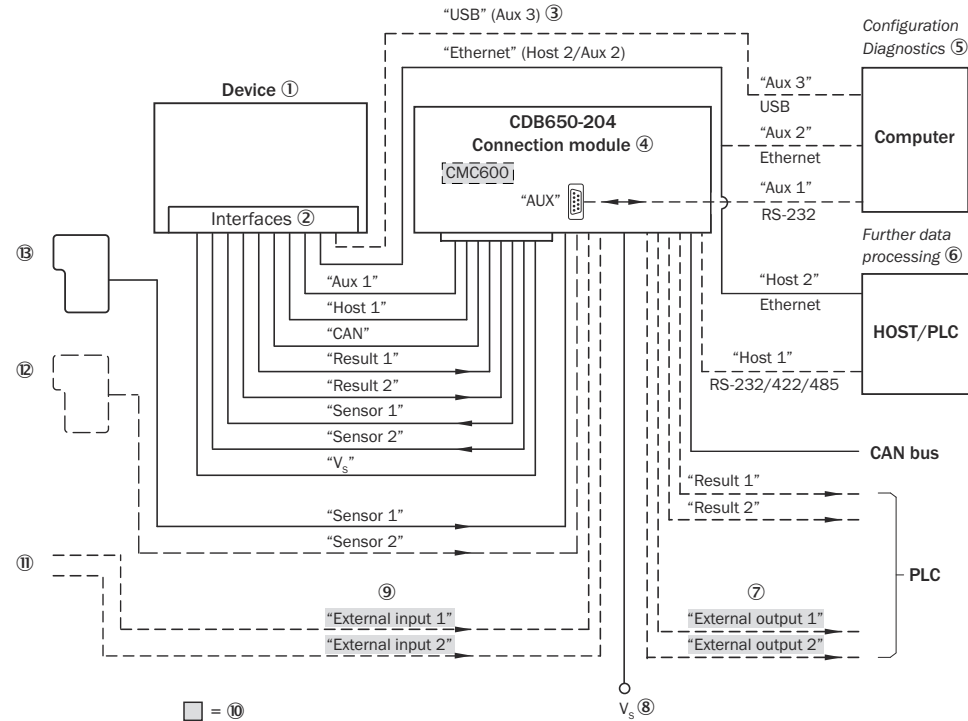 “USB” (Aux 3) ③
“Ethernet” (Host 2/Aux 2)
Configuration
Diagnostics ⑤
Device ①
Interfaces ②
CDB650-204
Connection module ④
CMC600
“AUX”
“Aux 3”
USB
“Aux 2”
Ethernet
“Aux 1”
RS-232
Computer
Further data
processing ⑥
“Host 2”
Ethernet
HOST/PLC
“Host 1”
RS-232/422/485
CAN bus
⑬
⑫
⑪
“Aux 1”
“Host 1”
“CAN”
“Result 1”
“Result 2”
“Sensor 1”
“Sensor 2”
“Vs”
“Sensor 1”
“Sensor 2”
⑨
“External input 1”
“External input 2”
“Result 1”
“Result 2”
PLC
⑦
“External output 1”
“External output 2”
Vs ⑧
= ⑩